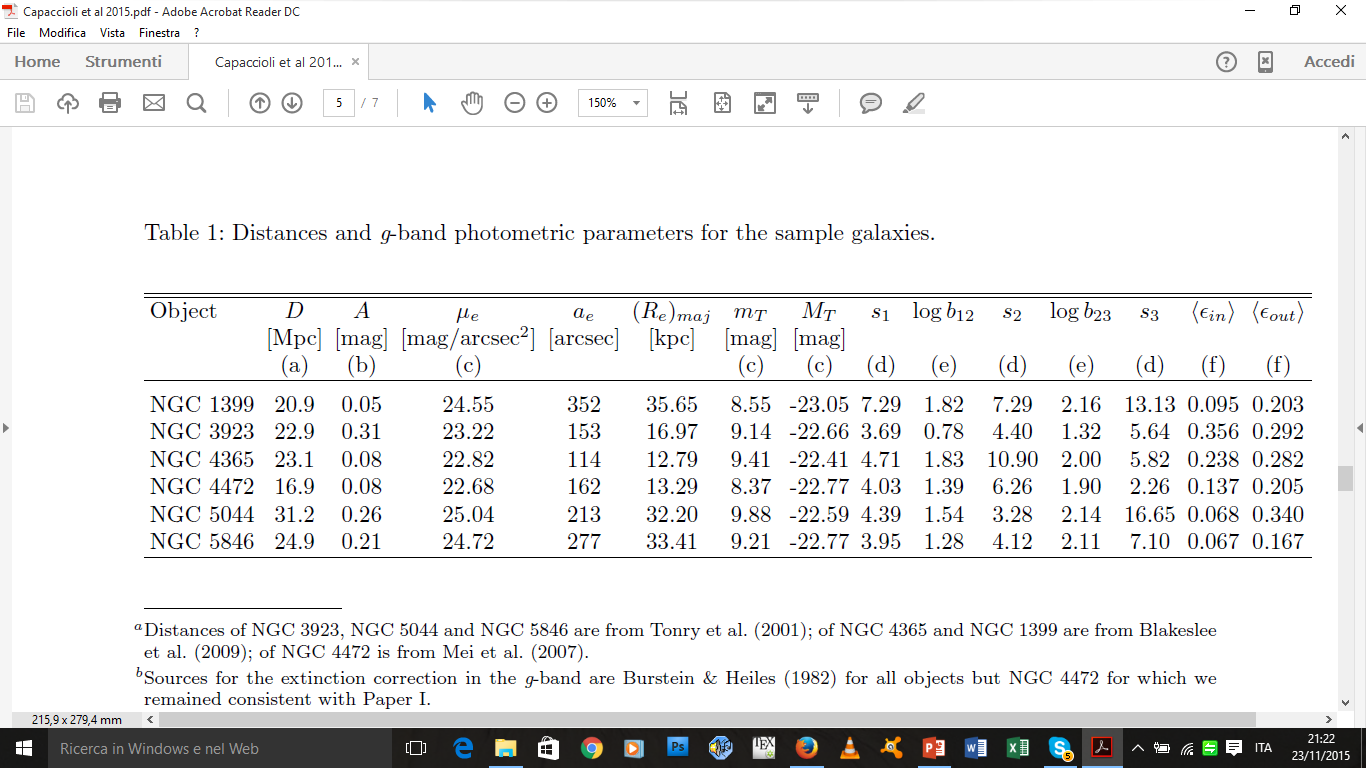 Capaccioli et al 2015.pdf - Adobe Acrobat Reader DC
File Modifica Vista Finestra ?
Home Strumenti Capaccioli et al 201... × ? Accedi
5 / 7 150%
Table 1: Distances and g-band photometric parameters for the sample galaxies.
Object D A μe ae (Re)maj mT MT s1 log b12 s2 log b23 s3 ⟨ϵin⟩ ⟨ϵout⟩
[Mpc] [mag] [mag/arcsec²] [arcsec] [kpc] [mag] [mag]
(a) (b) (c) (c) (c) (d) (e) (d) (e) (d) (f) (f)
NGC 1399 20.9 0.05 24.55 352 35.65 8.55 -23.05 7.29 1.82 7.29 2.16 13.13 0.095 0.203
NGC 3923 22.9 0.31 23.22 153 16.97 9.14 -22.66 3.69 0.78 4.40 1.32 5.64 0.356 0.292
NGC 4365 23.1 0.08 22.82 114 12.79 9.41 -22.41 4.71 1.83 10.90 2.00 5.82 0.238 0.282
NGC 4472 16.9 0.08 22.68 162 13.29 8.37 -22.77 4.03 1.39 6.26 1.90 2.26 0.137 0.205
NGC 5044 31.2 0.26 25.04 213 32.20 9.88 -22.59 4.39 1.54 3.28 2.14 16.65 0.068 0.340
NGC 5846 24.9 0.21 24.72 277 33.41 9.21 -22.77 3.95 1.28 4.12 2.11 7.10 0.067 0.167
ᵃDistances of NGC 3923, NGC 5044 and NGC 5846 are from Tonry et al. (2001); of NGC 4365 and NGC 1399 are from Blakeslee
et al. (2009); of NGC 4472 is from Mei et al. (2007).
ᵇSources for the extinction correction in the g-band are Burstein & Heiles (1982) for all objects but NGC 4472 for which we
remained consistent with Paper I.
215,9 x 279,4 mm
Ricerca in Windows e nel Web Ps TEX 5 ITA 21:22
23/11/2015